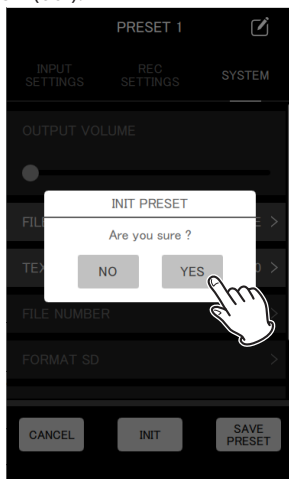 PRESET 1
INPUT
SETTINGS
REC
SETTINGS
SYSTEM
OUTPUT VOLUME
INIT PRESET
Are you sure ?
NO
YES
FILE NUMBER
FORMAT SD
CANCEL
INIT
SAVE
PRESET